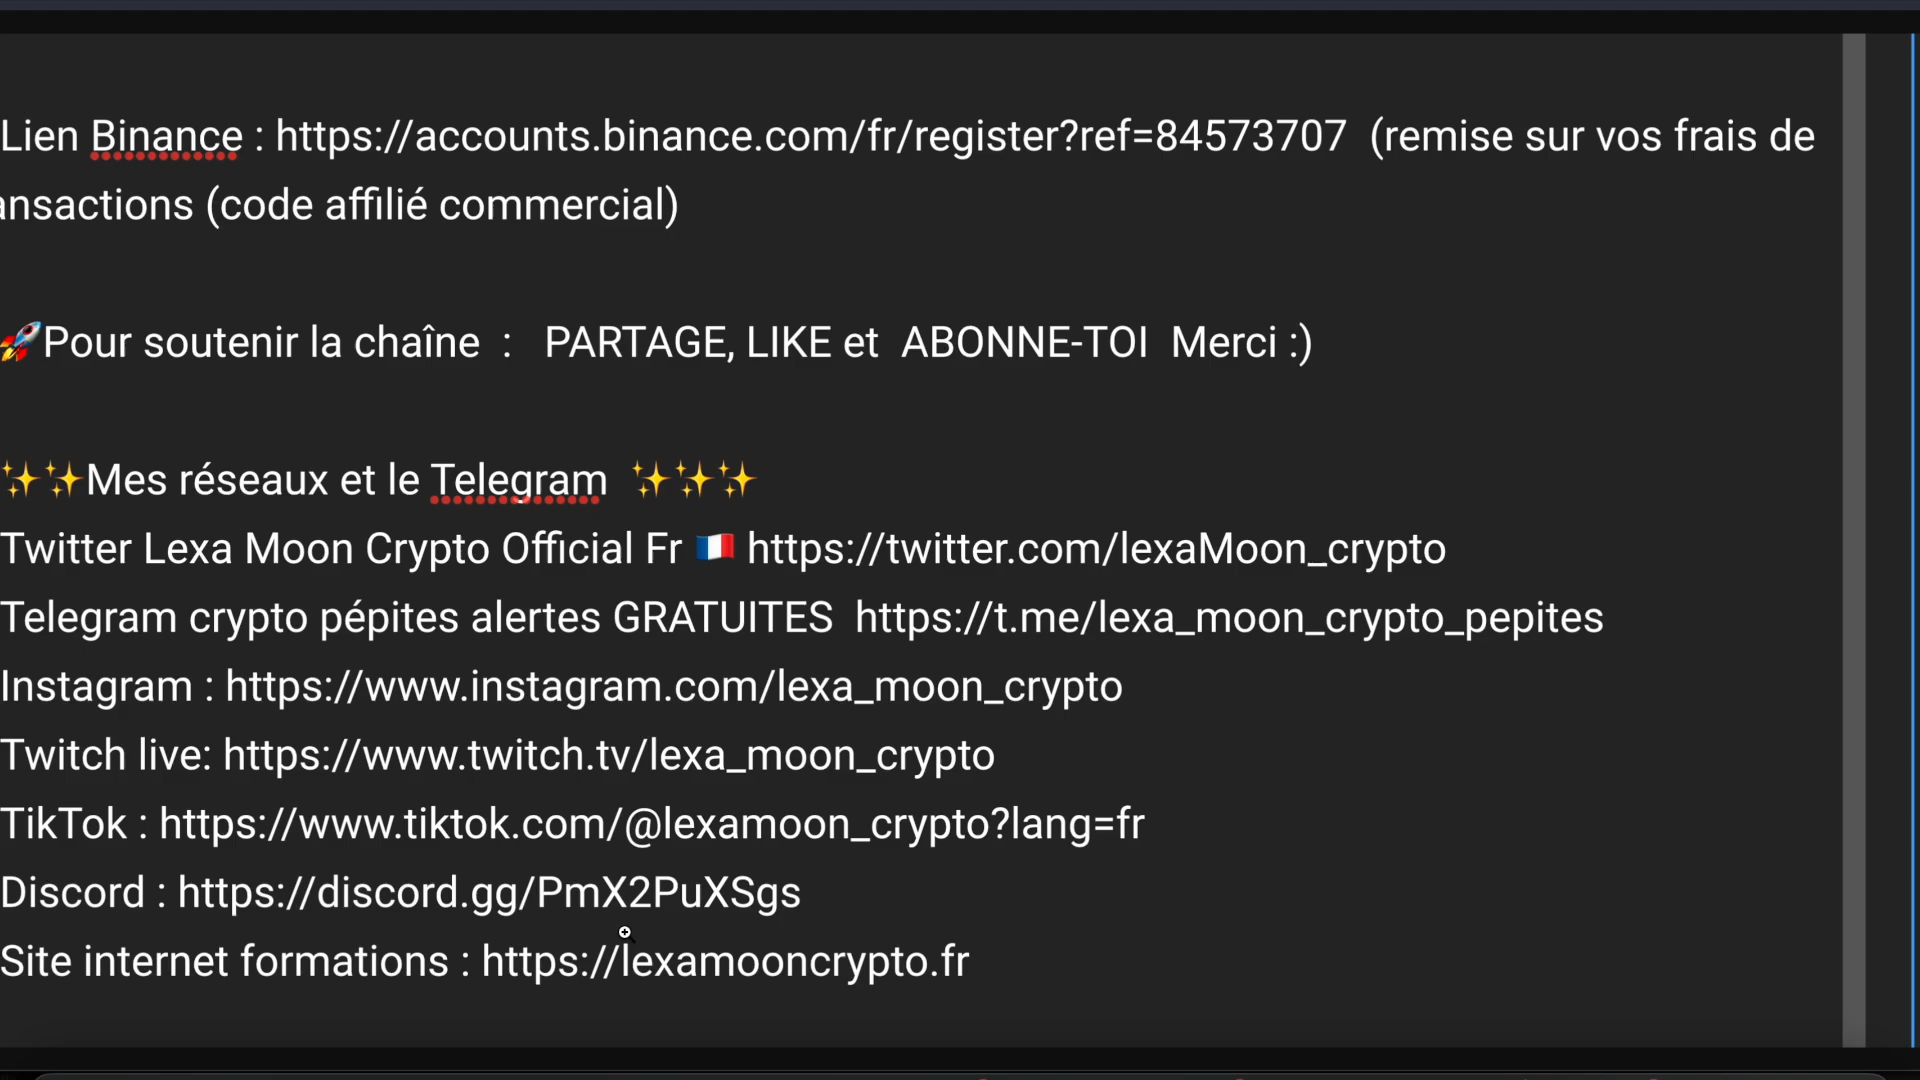 Lien Binance : https://accounts.binance.com/fr/register?ref=84573707 (remise sur vos frais de
ansactions (code affilié commercial)
🚀Pour soutenir la chaîne : PARTAGE, LIKE et ABONNE-TOI Merci :)
✨✨Mes réseaux et le Telegram ✨✨✨
Twitter Lexa Moon Crypto Official Fr 🇫🇷 https://twitter.com/lexaMoon_crypto
Telegram crypto pépites alertes GRATUITES https://t.me/lexa_moon_crypto_pepites
Instagram : https://www.instagram.com/lexa_moon_crypto
Twitch live: https://www.twitch.tv/lexa_moon_crypto
TikTok : https://www.tiktok.com/@lexamoon_crypto?lang=fr
Discord : https://discord.gg/PmX2PuXSgs
Site internet formations : https://lexamooncrypto.fr